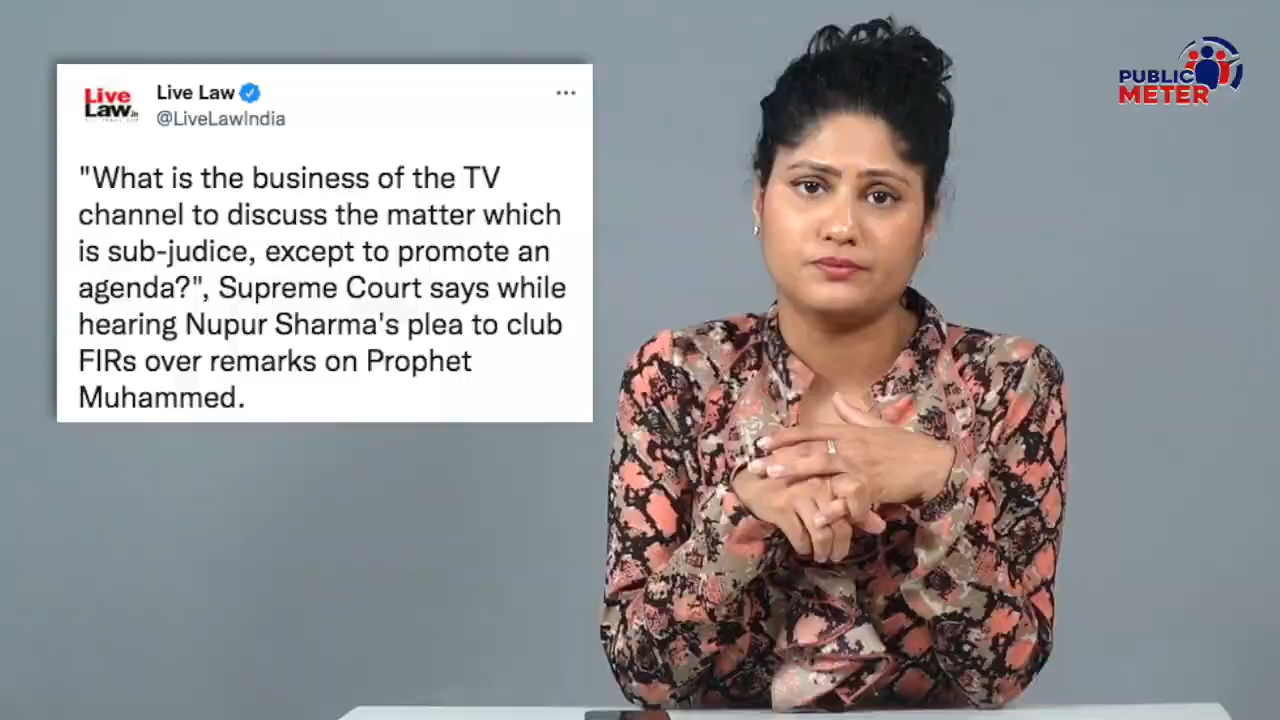 Live Law
Live Law
@LiveLawIndia
"What is the business of the TV
channel to discuss the matter which
is sub-judice, except to promote an
agenda?", Supreme Court says while
hearing Nupur Sharma's plea to club
FIRs over remarks on Prophet
Muhammed.
PUBLIC
METER